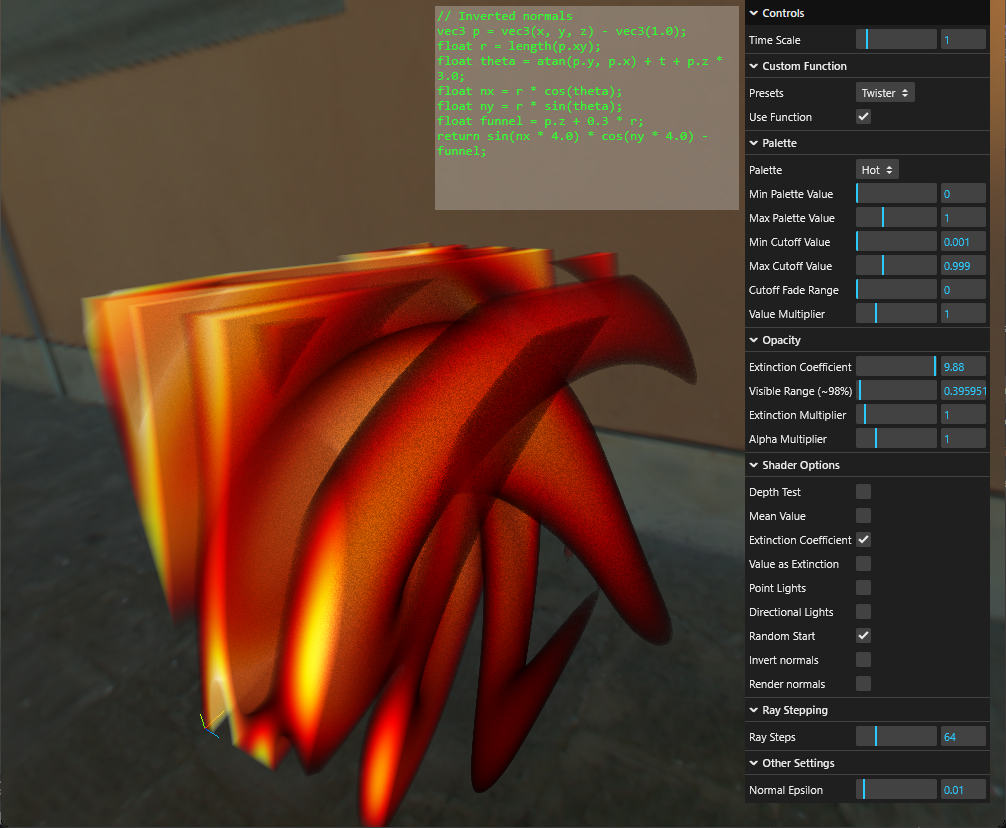 // Inverted normals
vec3 p = vec3(x, y, z) - vec3(1.0);
float r = length(p.xy);
float theta = atan(p.y, p.x) + t + p.z *
3.0;
float nx = r * cos(theta);
float ny = r * sin(theta);
float funnel = p.z + 0.3 * r;
return sin(nx * 4.0) * cos(ny * 4.0) -
funnel;
Controls
Time Scale 1
Custom Function
Presets Twister
Use Function
Palette
Palette Hot
Min Palette Value 0
Max Palette Value 1
Min Cutoff Value 0.001
Max Cutoff Value 0.999
Cutoff Fade Range 0
Value Multiplier 1
Opacity
Extinction Coefficient 9.88
Visible Range (~98%) 0.395951
Extinction Multiplier 1
Alpha Multiplier 1
Shader Options
Depth Test
Mean Value
Extinction Coefficient
Value as Extinction
Point Lights
Directional Lights
Random Start
Invert normals
Render normals
Ray Stepping
Ray Steps 64
Other Settings
Normal Epsilon 0.01